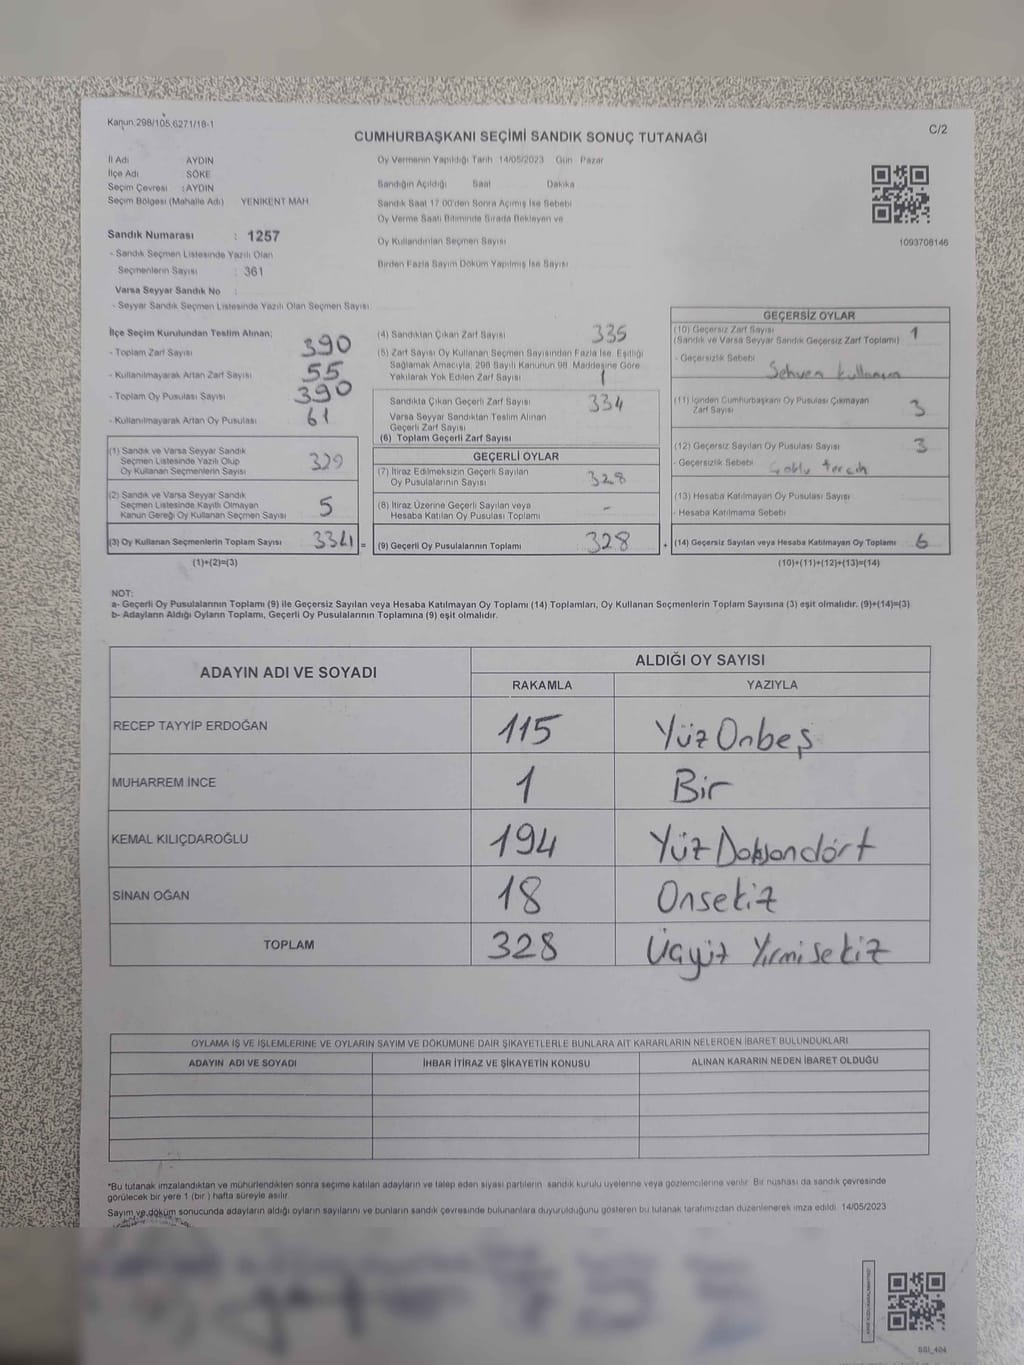 Kanun.298/105.6271/18-1
CUMHURBAŞKANI SEÇİMİ SANDIK SONUÇ TUTANAĞI
C/2
İl Adı AYDIN
İlçe Adı SÖKE
Seçim Çevresi : AYDIN
Seçim Bölgesi (Mahalle Adı) YENİKENT MAH
Sandık Numarası : 1257
- Sandık Seçmen Listesinde Yazılı Olan
Seçmenlerin Sayısı : 361
Varsa Seyyar Sandık No :
- Seyyar Sandık Seçmen Listesinde Yazılı Olan Seçmen Sayısı:
Oy Vermenin Yapıldığı Tarih 14/05/2023 Gün Pazar
Sandığın Açıldığı Saat Dakika
Sandık Saat 17.00'den Sonra Açılmış İse Sebebi
Oy Verme Saati Bitiminde Sırada Bekleyen ve
Oy Kullandırılan Seçmen Sayısı
Birden Fazla Sayım Döküm Yapılmış İse Sayısı
1093708146
İlçe Seçim Kurulundan Teslim Alınan;
- Toplam Zarf Sayısı 390
- Kullanılmayarak Artan Zarf Sayısı 55
- Toplam Oy Pusulası Sayısı 390
- Kullanılmayarak Artan Oy Pusulası 61
(1) Sandık ve Varsa Seyyar Sandık
Seçmen Listesinde Yazılı Olup
Oy Kullanan Seçmenlerin Sayısı 329
(2) Sandık ve Varsa Seyyar Sandık
Seçmen Listesinde Kayıtlı Olmayan
Kanun Gereği Oy Kullanan Seçmen Sayısı 5
(3) Oy Kullanan Seçmenlerin Toplam Sayısı 334 =
(1)+(2)=(3)
(4) Sandıktan Çıkan Zarf Sayısı 335
(5) Zarf Sayısı Oy Kullanan Seçmen Sayısından Fazla İse, Eşitliği
Sağlamak Amacıyla, 298 Sayılı Kanunun 98. Maddesine Göre
Yakılarak Yok Edilen Zarf Sayısı 1
Sandıkta Çıkan Geçerli Zarf Sayısı 334
Varsa Seyyar Sandıktan Teslim Alınan
Geçerli Zarf Sayısı
(6) Toplam Geçerli Zarf Sayısı
GEÇERLİ OYLAR
(7) İtiraz Edilmeksizin Geçerli Sayılan
Oy Pusulalarının Sayısı 328
(8) İtiraz Üzerine Geçerli Sayılan veya
Hesaba Katılan Oy Pusulası Toplamı -
(9) Geçerli Oy Pusulalarının Toplamı 328 +
GEÇERSİZ OYLAR
(10) Geçersiz Zarf Sayısı 1
(Sandık ve Varsa Seyyar Sandık Geçersiz Zarf Toplamı)
- Geçersizlik Sebebi Sehven kullanım
(11) İçinden Cumhurbaşkanı Oy Pusulası Çıkmayan
Zarf Sayısı 3
(12) Geçersiz Sayılan Oy Pusulası Sayısı 3
- Geçersizlik Sebebi Çoklu tercih
(13) Hesaba Katılmayan Oy Pusulası Sayısı
- Hesaba Katılmama Sebebi
(14) Geçersiz Sayılan veya Hesaba Katılmayan Oy Toplamı 6
(10)+(11)+(12)+(13)=(14)
NOT:
a- Geçerli Oy Pusulalarının Toplamı (9) ile Geçersiz Sayılan veya Hesaba Katılmayan Oy Toplamı (14) Toplamları, Oy Kullanan Seçmenlerin Toplam Sayısına (3) eşit olmalıdır. (9)+(14)=(3)
b- Adayların Aldığı Oyların Toplamı, Geçerli Oy Pusulalarının Toplamına (9) eşit olmalıdır.
ADAYIN ADI VE SOYADI ALDIĞI OY SAYISI
RAKAMLA YAZIYLA
RECEP TAYYİP ERDOĞAN 115 Yüz Onbeş
MUHARREM İNCE 1 Bir
KEMAL KILIÇDAROĞLU 194 Yüz Doksandört
SİNAN OĞAN 18 Onsekiz
TOPLAM 328 Üçyüz Yirmisekiz
OYLAMA İŞ VE İŞLEMLERİNE VE OYLARIN SAYIM VE DÖKÜMÜNE DAİR ŞİKAYETLERLE BUNLARA AİT KARARLARIN NELERDEN İBARET BULUNDUKLARI
ADAYIN ADI VE SOYADI İHBAR İTİRAZ VE ŞİKAYETİN KONUSU ALINAN KARARIN NEDEN İBARET OLDUĞU
*Bu tutanak imzalandıktan ve mühürlendikten sonra seçime katılan adayların ve talep eden siyasi partilerin sandık kurulu üyelerine veya gözlemcilerine verilir. Bir nüshası da sandık çevresinde
görülecek bir yere 1 (bir ) hafta süreyle asılır.
Sayım ve döküm sonucunda adayların aldığı oyların sayılarını ve bunların sandık çevresinde bulunanlara duyurulduğunu gösteren bu tutanak tarafımızdan düzenlenerek imza edildi. 14/05/2023
SSI_404